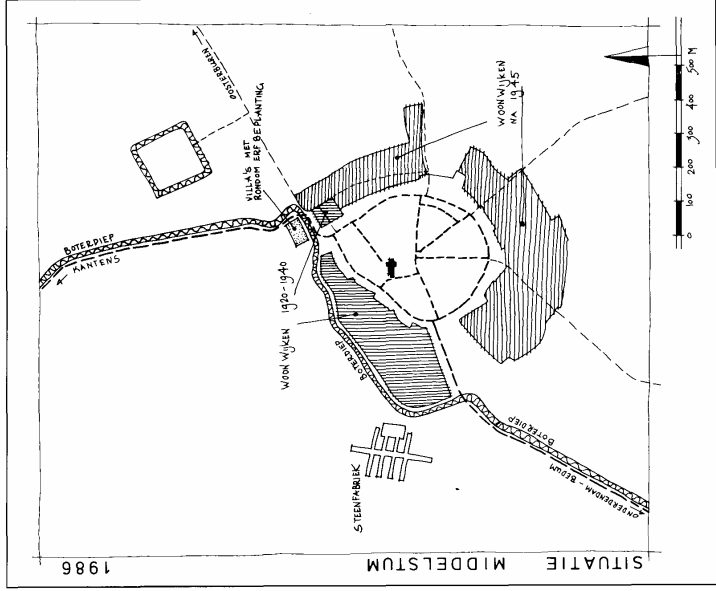 SITUATIE MIDDELSTUM 1986
OOSTERBUREN
VILLA'S MET
RONDOM ERF BEPLANTING
BOTERDIEP
KANTENS
WOONWIJKEN
NA 1945
WOONWIJKEN 1920-1940
BOTERDIEP
STEENFABRIEK
BOTERDIEP
ONDERDENDAM - BEDUM
0 100 200 300 400 500 M